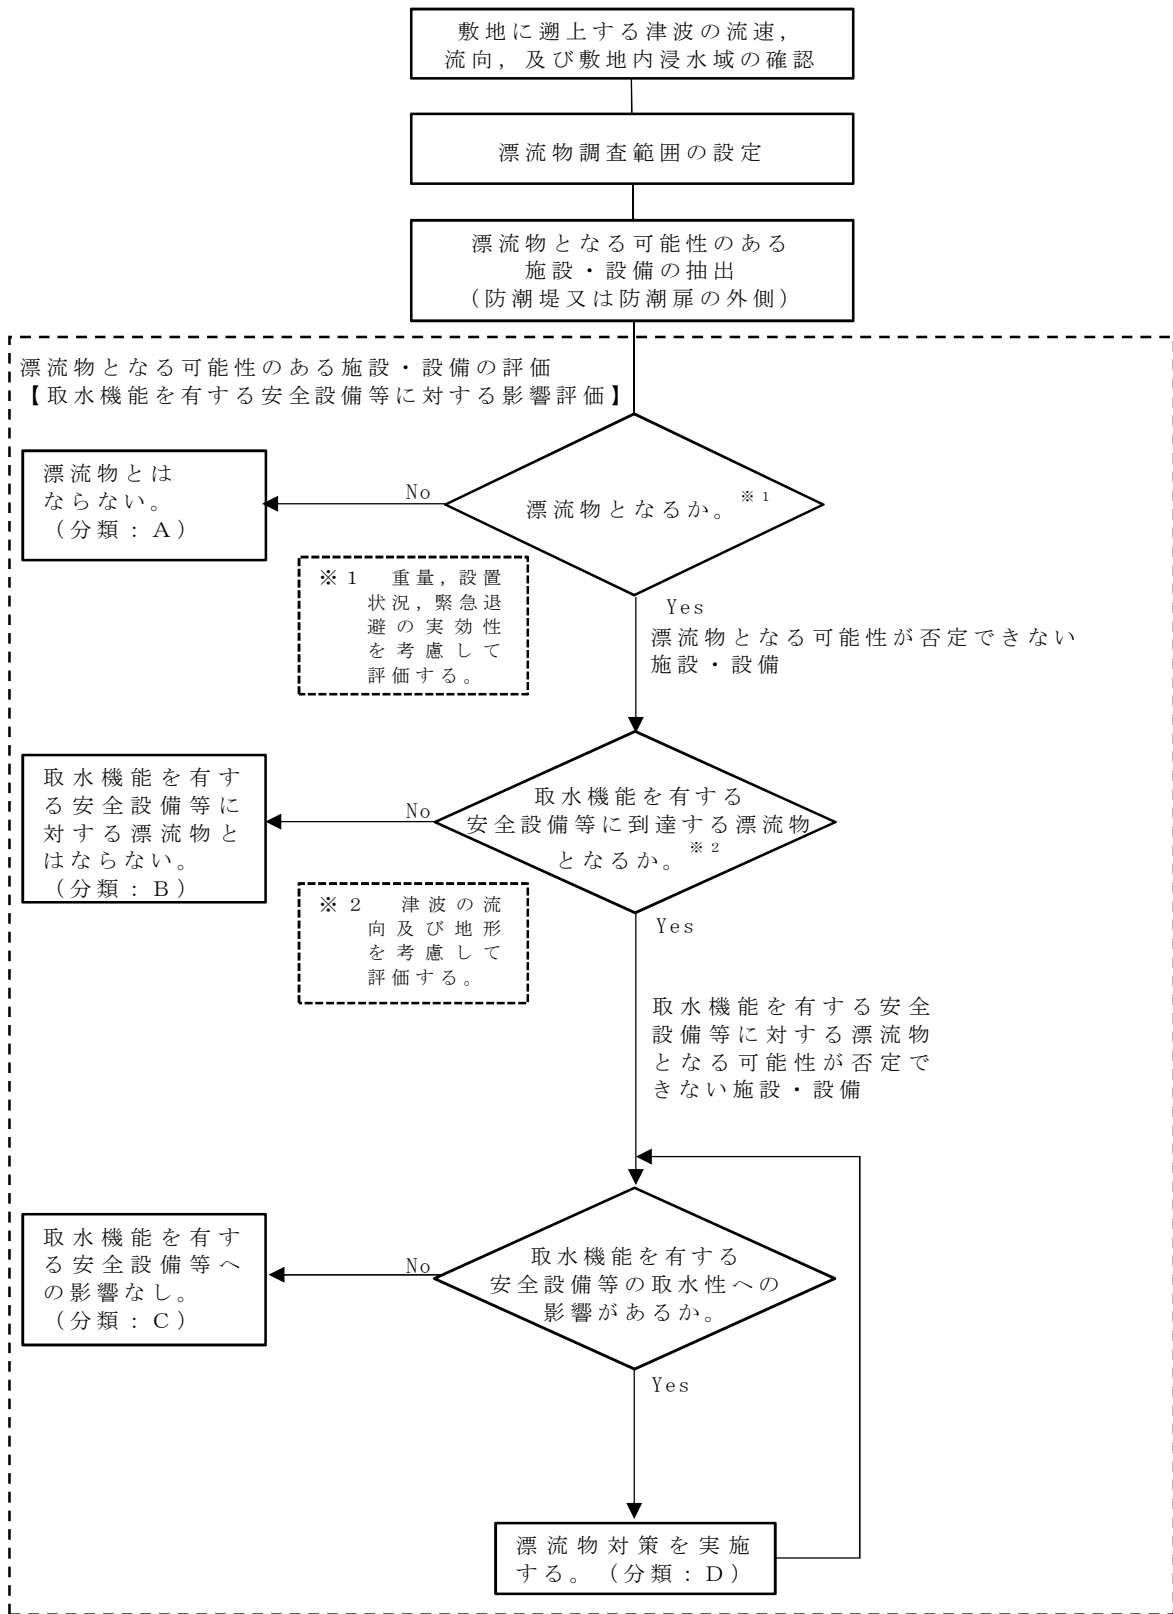 敷地に遡上する津波の流速，
流向，及び敷地内浸水域の確認
漂流物調査範囲の設定
漂流物となる可能性のある
施設・設備の抽出
（防潮堤又は防潮扉の外側）
漂流物となる可能性のある施設・設備の評価
【取水機能を有する安全設備等に対する影響評価】
漂流物とは
ならない。
（分類：A）
No
漂流物となるか。※1
※1　重量，設置
状況，緊急退
避の実効性
を考慮して
評価する。
Yes
漂流物となる可能性が否定できない
施設・設備
取水機能を有す
る安全設備等に
対する漂流物と
はならない。
（分類：B）
No
取水機能を有する
安全設備等に到達する漂流物
となるか。※2
※2　津波の流
向及び地形
を考慮して
評価する。
Yes
取水機能を有する安全
設備等に対する漂流物
となる可能性が否定で
きない施設・設備
取水機能を有す
る安全設備等へ
の影響なし。
（分類：C）
No
取水機能を有する
安全設備等の取水性への
影響があるか。
Yes
漂流物対策を実施
する。（分類：D）